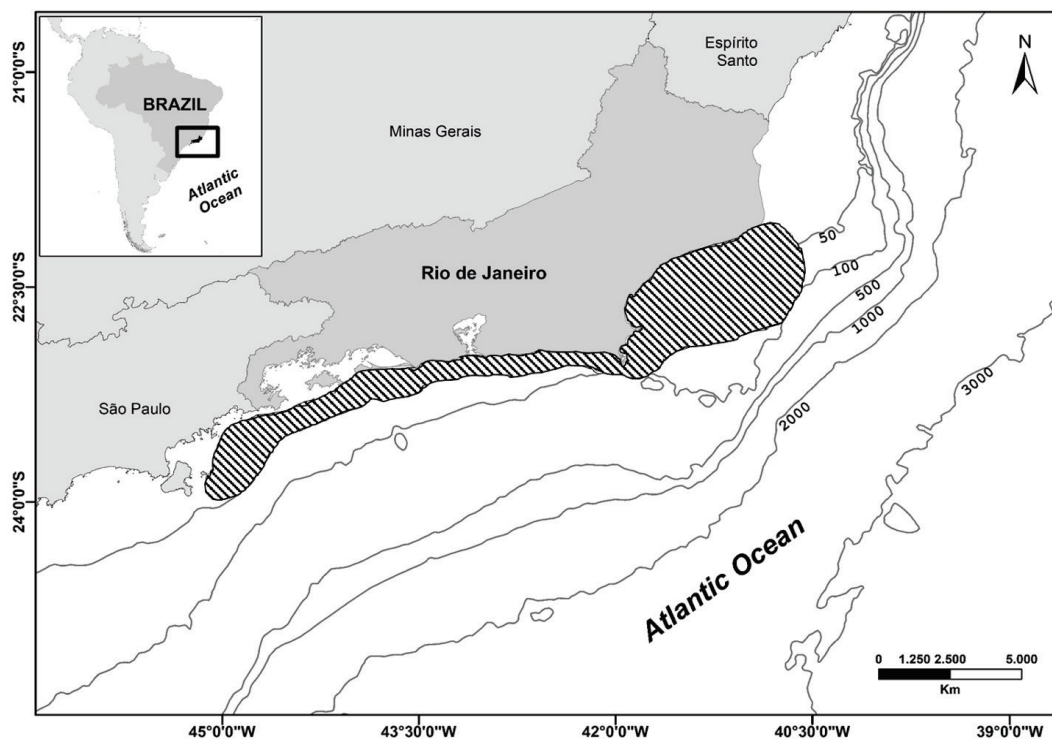 BRAZIL
Atlantic
Ocean
Espírito
Santo
N
Minas Gerais
Rio de Janeiro
São Paulo
50
100
500
1000
2000
3000
Atlantic Ocean
0 1.250 2.500 5.000
Km
21°0'0"S
22°30'0"S
24°0'0"S
45°0'0"W 43°30'0"W 42°0'0"W 40°30'0"W 39°0'0"W